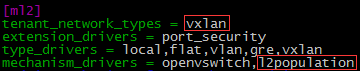 [ml2]
tenant_network_types = vxlan
extension_drivers = port_security
type_drivers = local,flat,vlan,gre,vxlan
mechanism_drivers = openvswitch,l2population